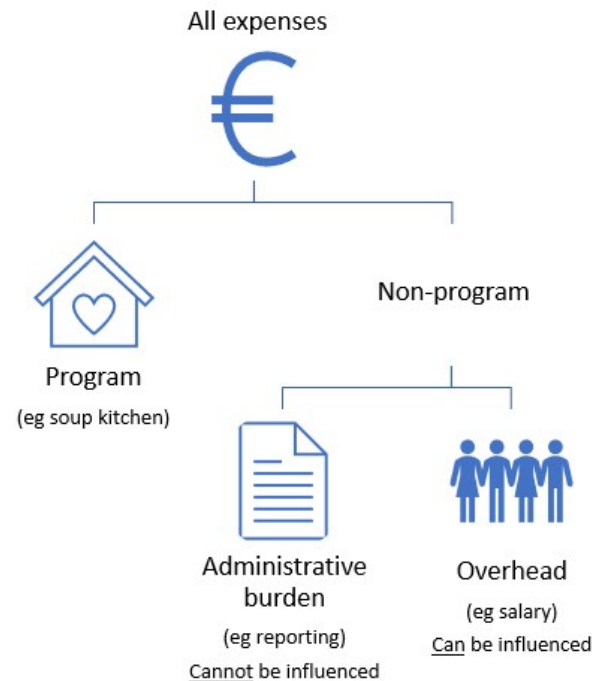 All expenses
€
Program
(eg soup kitchen)
Non-program
Administrative
burden
(eg reporting)
Cannot be influenced
Overhead
(eg salary)
Can be influenced